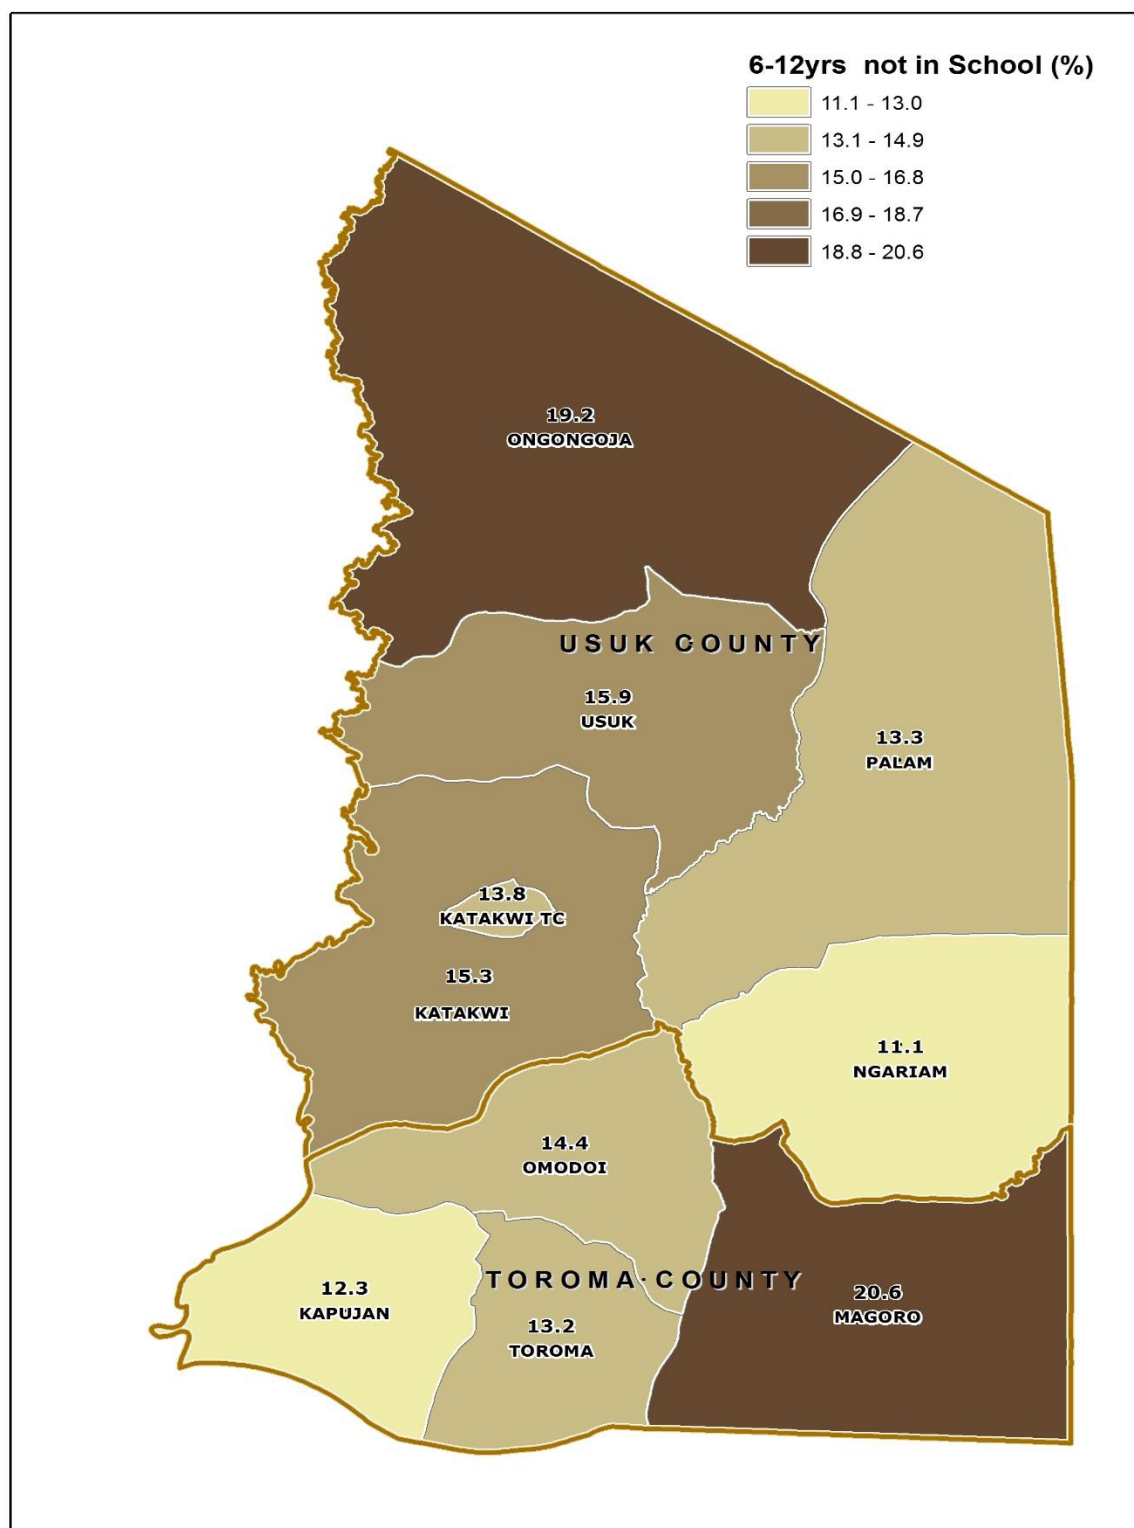 6-12yrs not in School (%)
11.1 - 13.0
13.1 - 14.9
15.0 - 16.8
16.9 - 18.7
18.8 - 20.6
19.2
ONGONGOJA
USUK COUNTY
15.9
USUK
13.3
PALAM
13.8
KATAKWI TC
15.3
KATAKWI
11.1
NGARIAM
14.4
OMODOI
TOROMA COUNTY
12.3
KAPUJAN
20.6
MAGORO
13.2
TOROMA